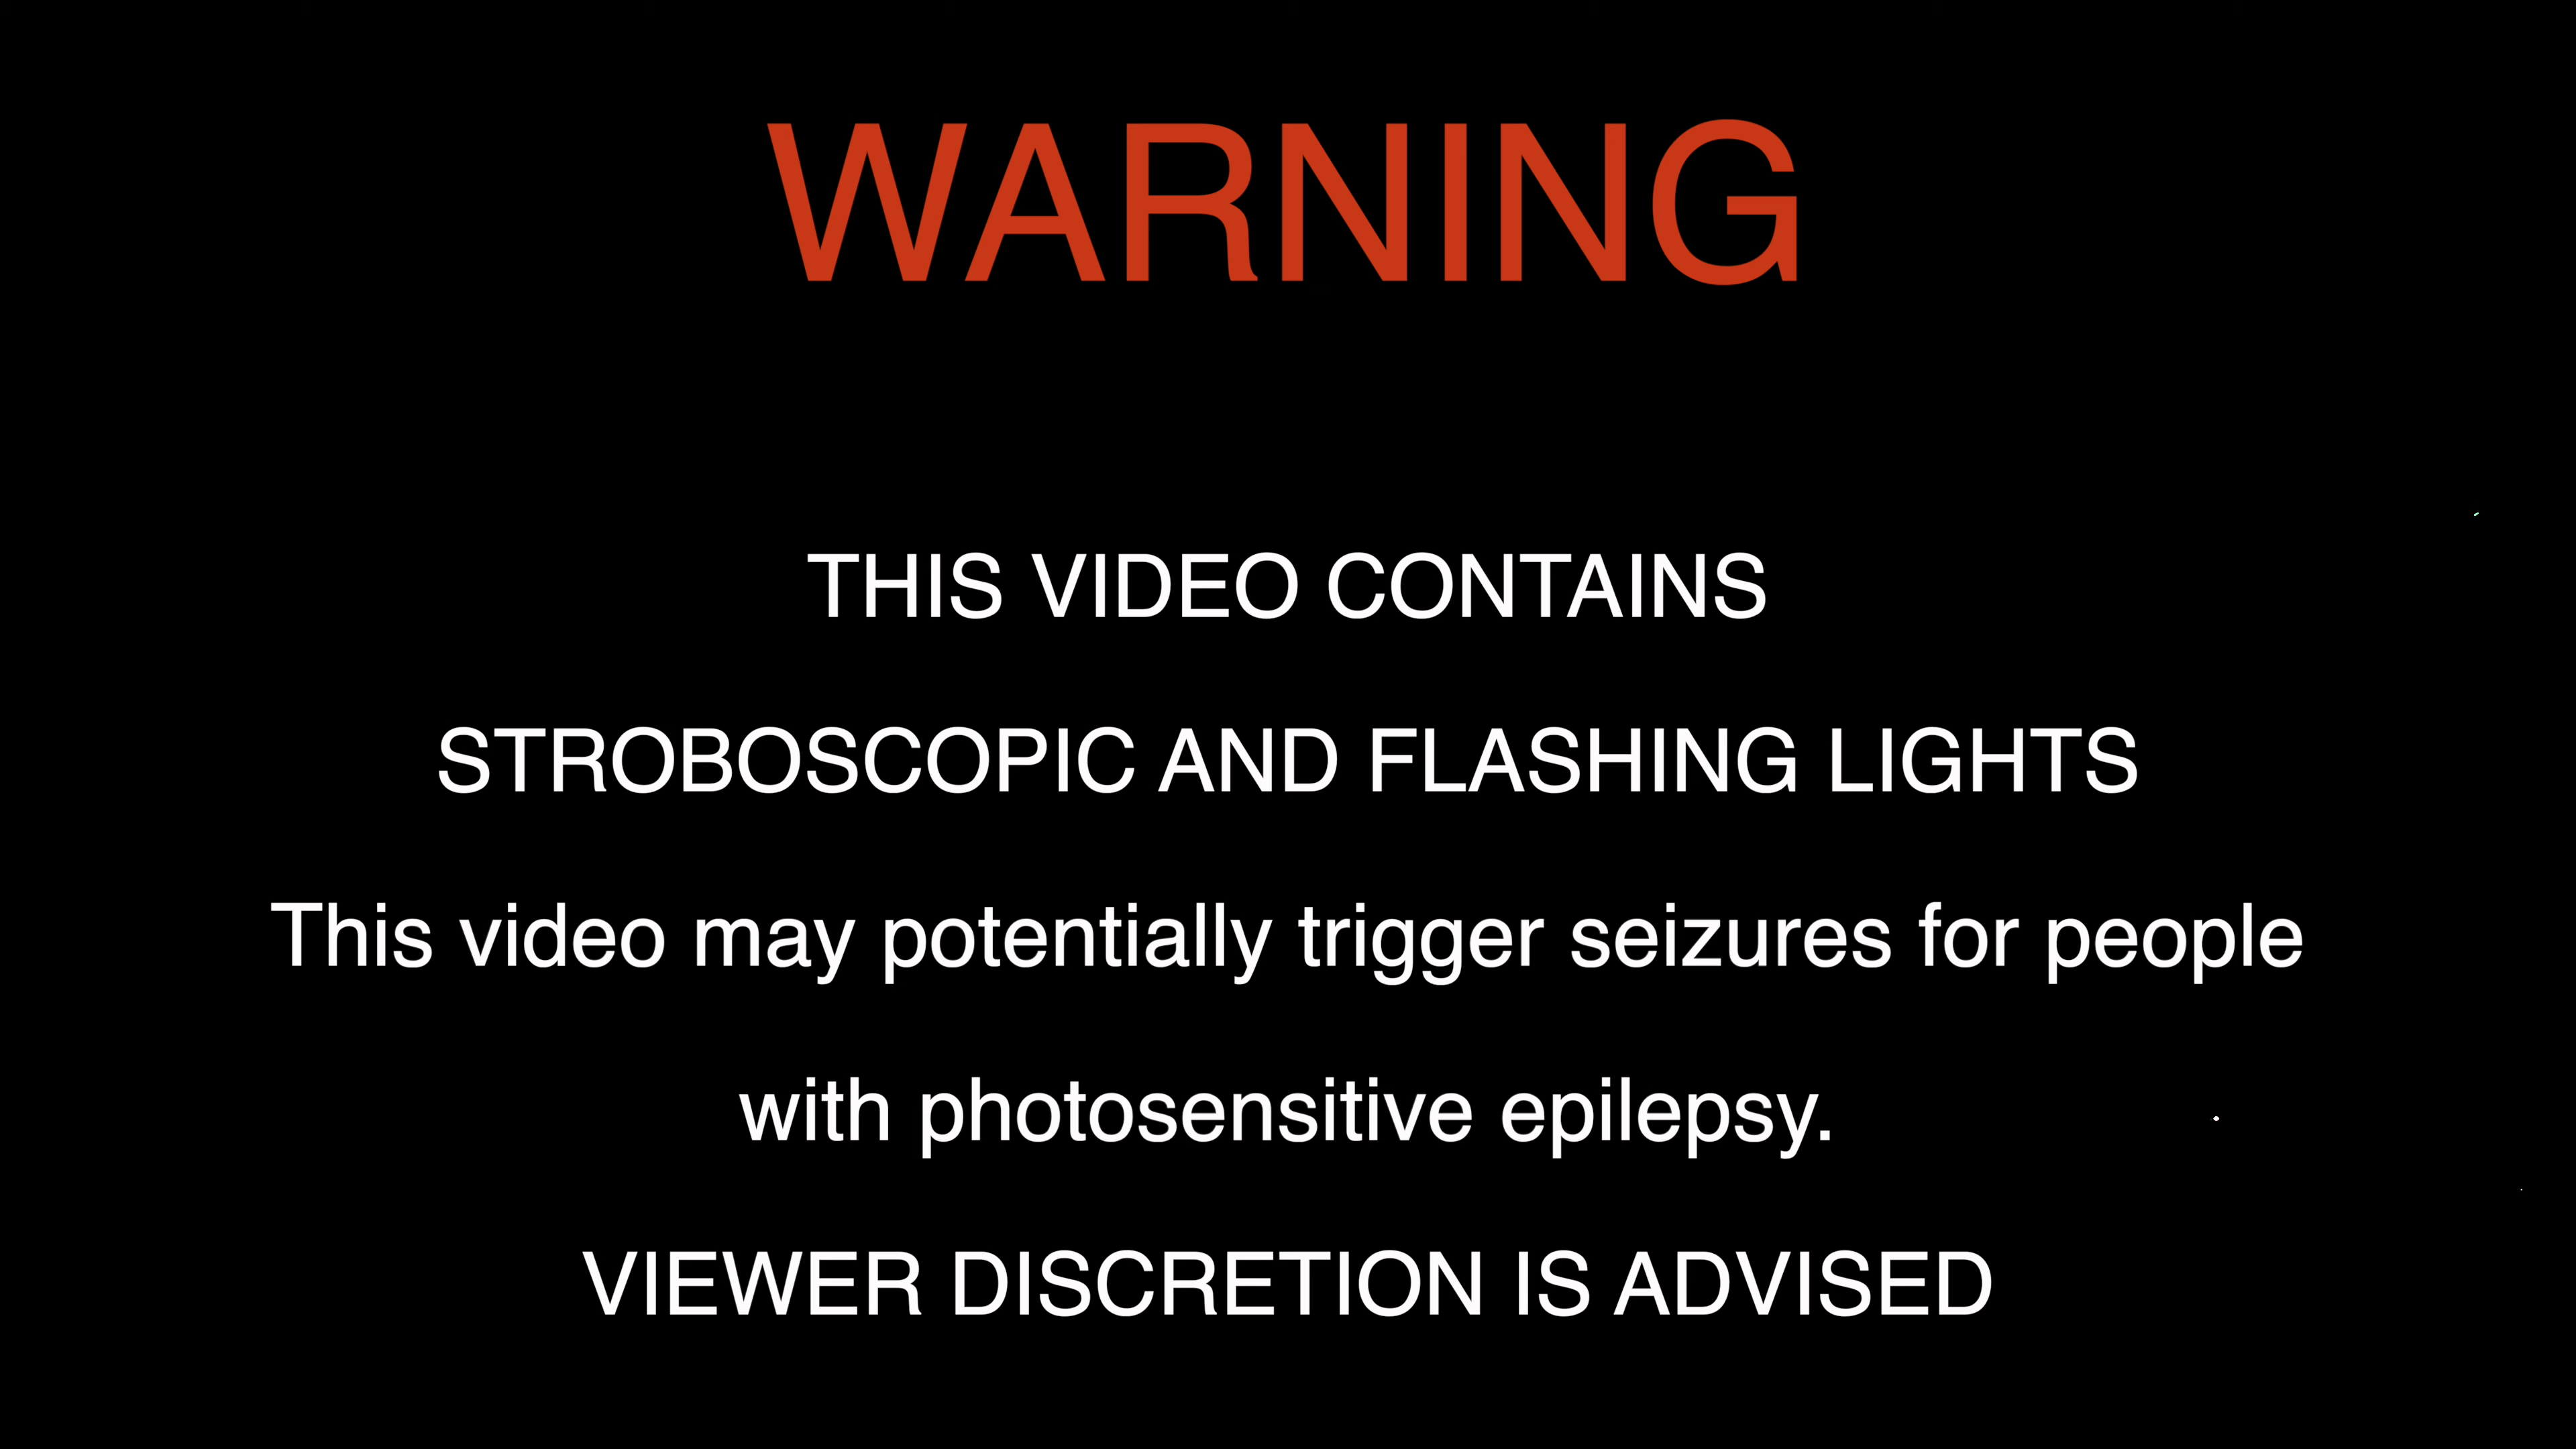 WARNING
THIS VIDEO CONTAINS
STROBOSCOPIC AND FLASHING LIGHTS
This video may potentially trigger seizures for people
with photosensitive epilepsy.
VIEWER DISCRETION IS ADVISED